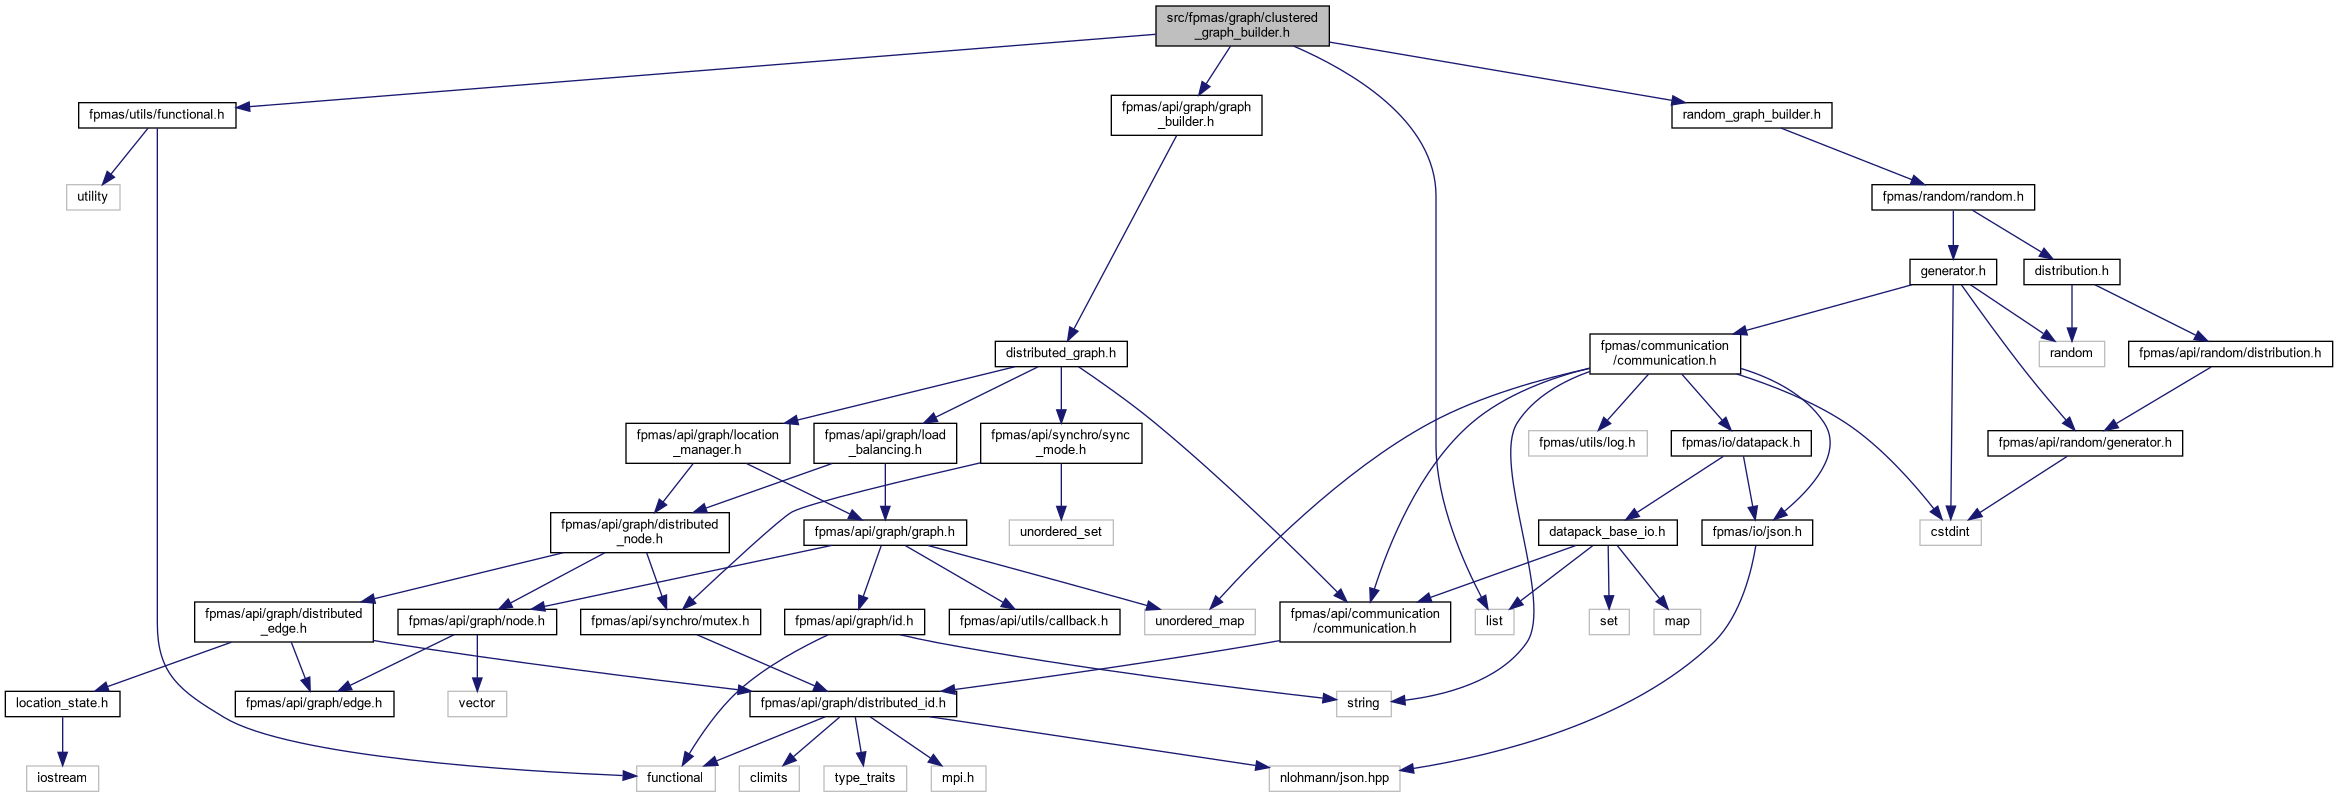 src/fpmas/graph/clustered
_graph_builder.h
fpmas/utils/functional.h
fpmas/api/graph/graph
_builder.h
random_graph_builder.h
utility
fpmas/random/random.h
generator.h
distribution.h
distributed_graph.h
fpmas/communication
/communication.h
random
fpmas/api/random/distribution.h
fpmas/api/graph/location
_manager.h
fpmas/api/graph/load
_balancing.h
fpmas/api/synchro/sync
_mode.h
fpmas/utils/log.h
fpmas/io/datapack.h
fpmas/api/random/generator.h
fpmas/api/graph/distributed
_node.h
fpmas/api/graph/graph.h
unordered_set
datapack_base_io.h
fpmas/io/json.h
cstdint
fpmas/api/graph/distributed
_edge.h
fpmas/api/graph/node.h
fpmas/api/synchro/mutex.h
fpmas/api/graph/id.h
fpmas/api/utils/callback.h
unordered_map
fpmas/api/communication
/communication.h
list
set
map
location_state.h
fpmas/api/graph/edge.h
vector
fpmas/api/graph/distributed_id.h
string
iostream
functional
climits
type_traits
mpi.h
nlohmann/json.hpp